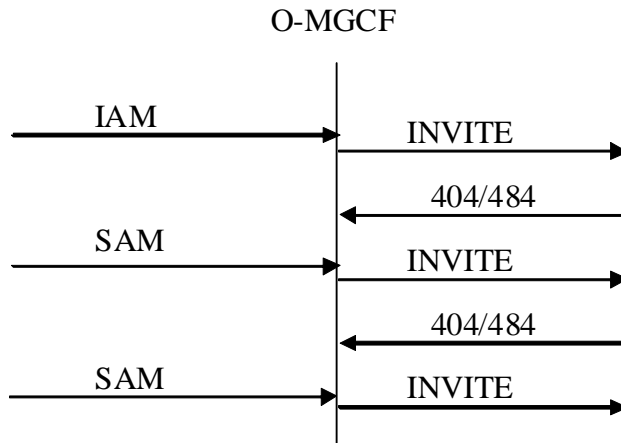 O-MGCF
IAM
INVITE
404/484
SAM
INVITE
404/484
SAM
INVITE